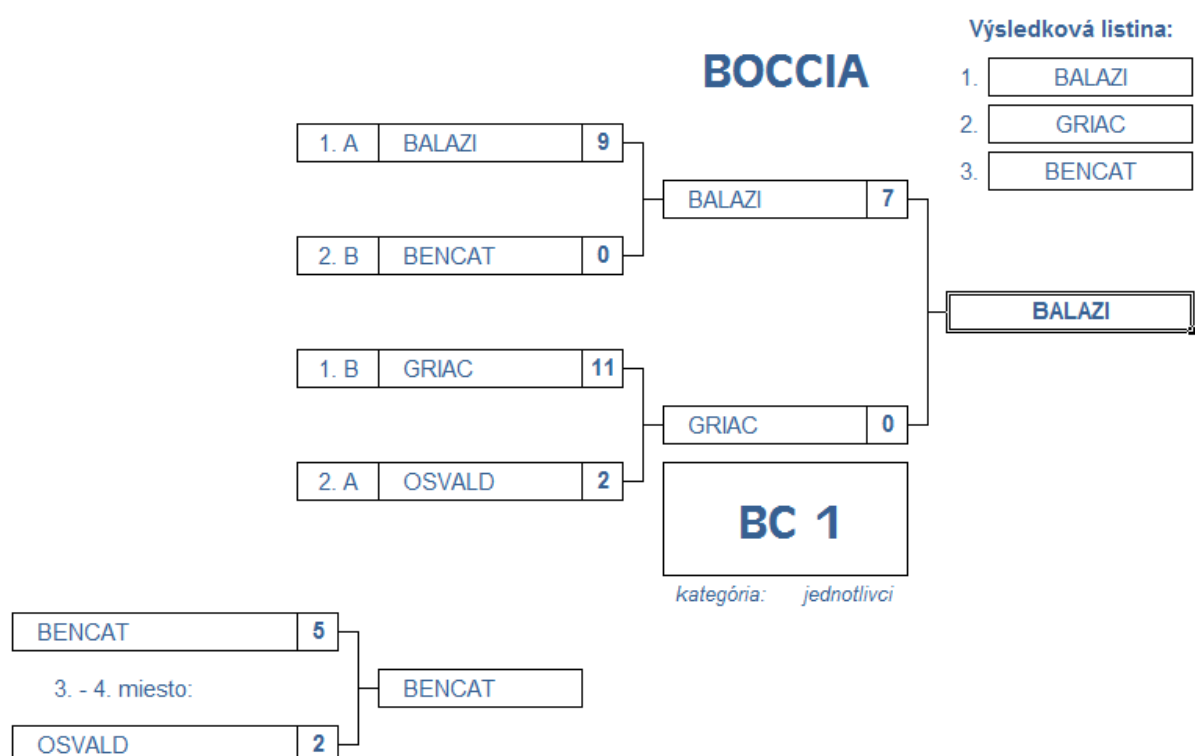 Výsledková listina:
BOCCIA
1. BALAZI
2. GRIAC
3. BENCAT
1. A BALAZI 9
BALAZI 7
2. B BENCAT 0
BALAZI
1. B GRIAC 11
GRIAC 0
2. A OSVALD 2
BC 1
kategória: jednotlivci
BENCAT 5
3. - 4. miesto: BENCAT
OSVALD 2